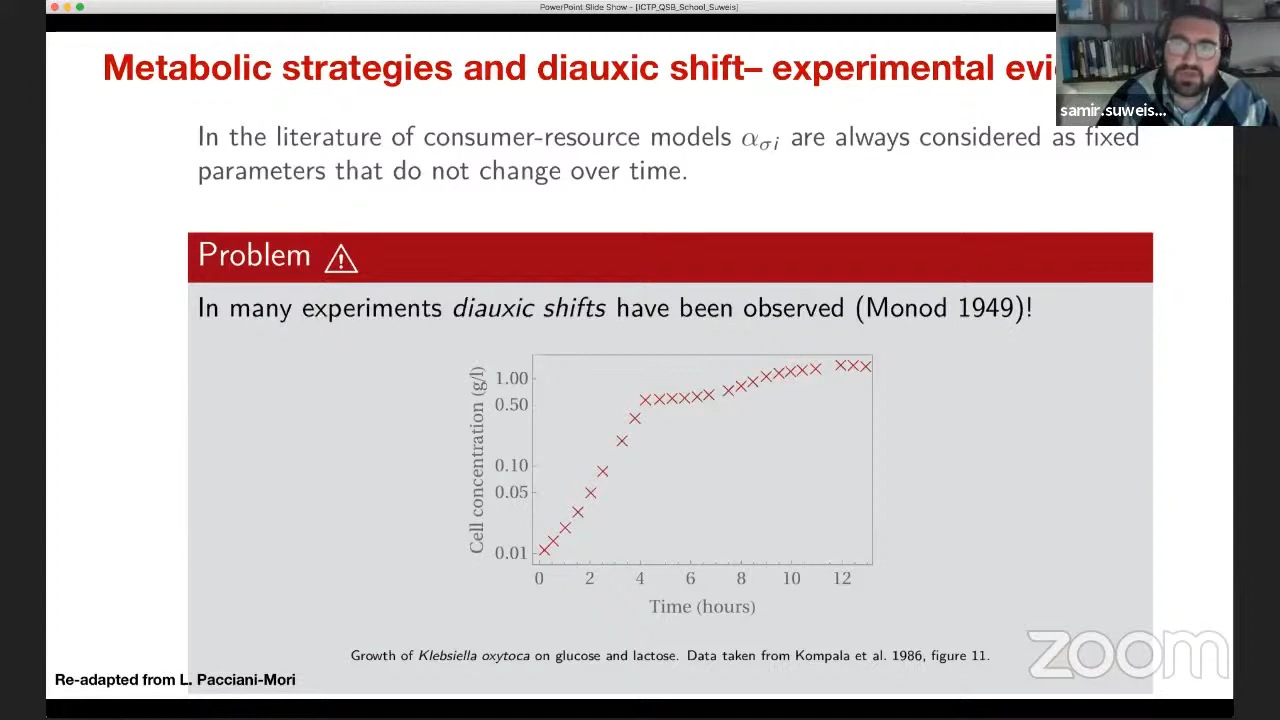 PowerPoint Slide Show - [ICTP_QSB_School_Suweis]
Metabolic strategies and diauxic shift– experimental evi
samir.suweis...
In the literature of consumer-resource models α_σi are always considered as fixed
parameters that do not change over time.
Problem
In many experiments diauxic shifts have been observed (Monod 1949)!
Cell concentration (g/l)
1.00
0.50
0.10
0.05
0.01
0 2 4 6 8 10 12
Time (hours)
Growth of Klebsiella oxytoca on glucose and lactose. Data taken from Kompala et al. 1986, figure 11.
Re-adapted from L. Pacciani-Mori
zoom